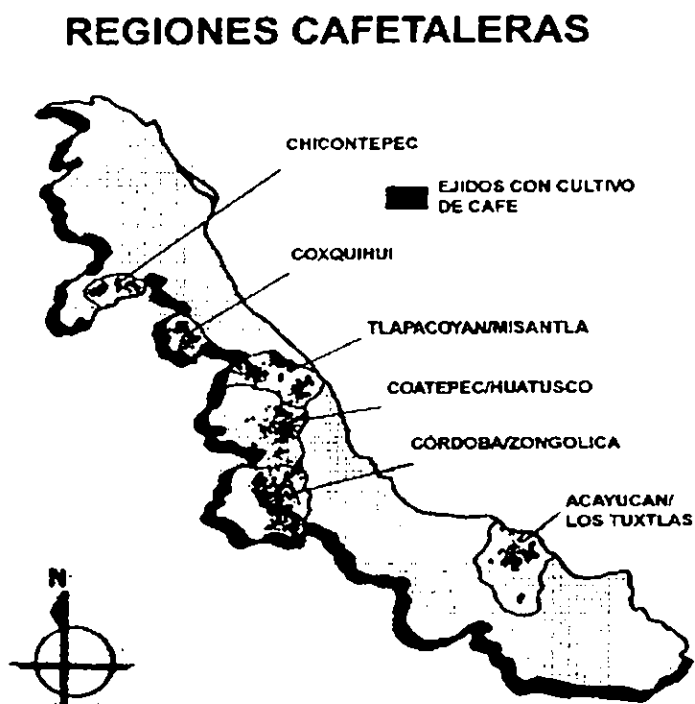 REGIONES CAFETALERAS
CHICONTEPEC
EJIDOS CON CULTIVO
DE CAFE
COXQUIHUI
TLAPACOYAN/MISANTLA
COATEPEC/HUATUSCO
CÓRDOBA/ZONGOLICA
ACAYUCAN/
LOS TUXTLAS
N